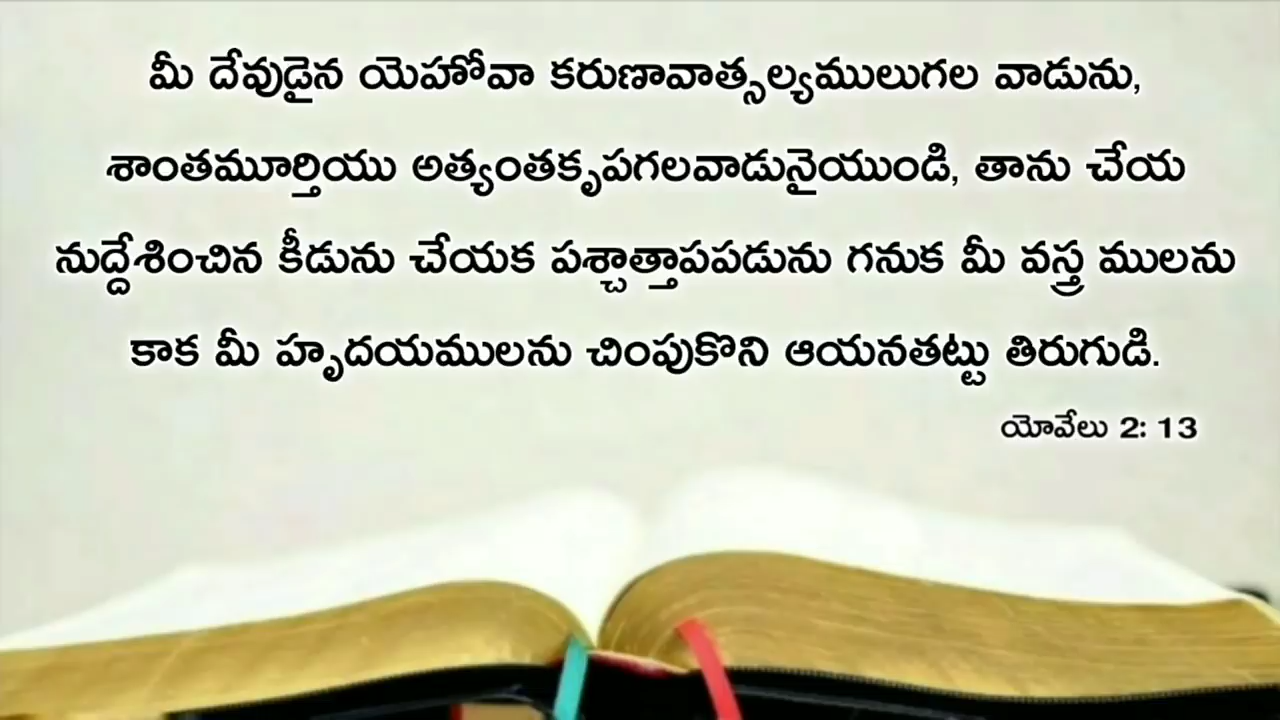 మీ దేవుడైన యెహోవా కరుణావాత్సల్యములుగల వాడును,
శాంతమూర్తియు అత్యంతకృపగలవాడునైయుండి, తాను చేయ
నుద్దేశించిన కీడును చేయక పశ్చాత్తాపపడును గనుక మీ వస్త్ర ములను
కాక మీ హృదయములను చింపుకొని ఆయనతట్టు తిరుగుడి.
యోవేలు 2: 13